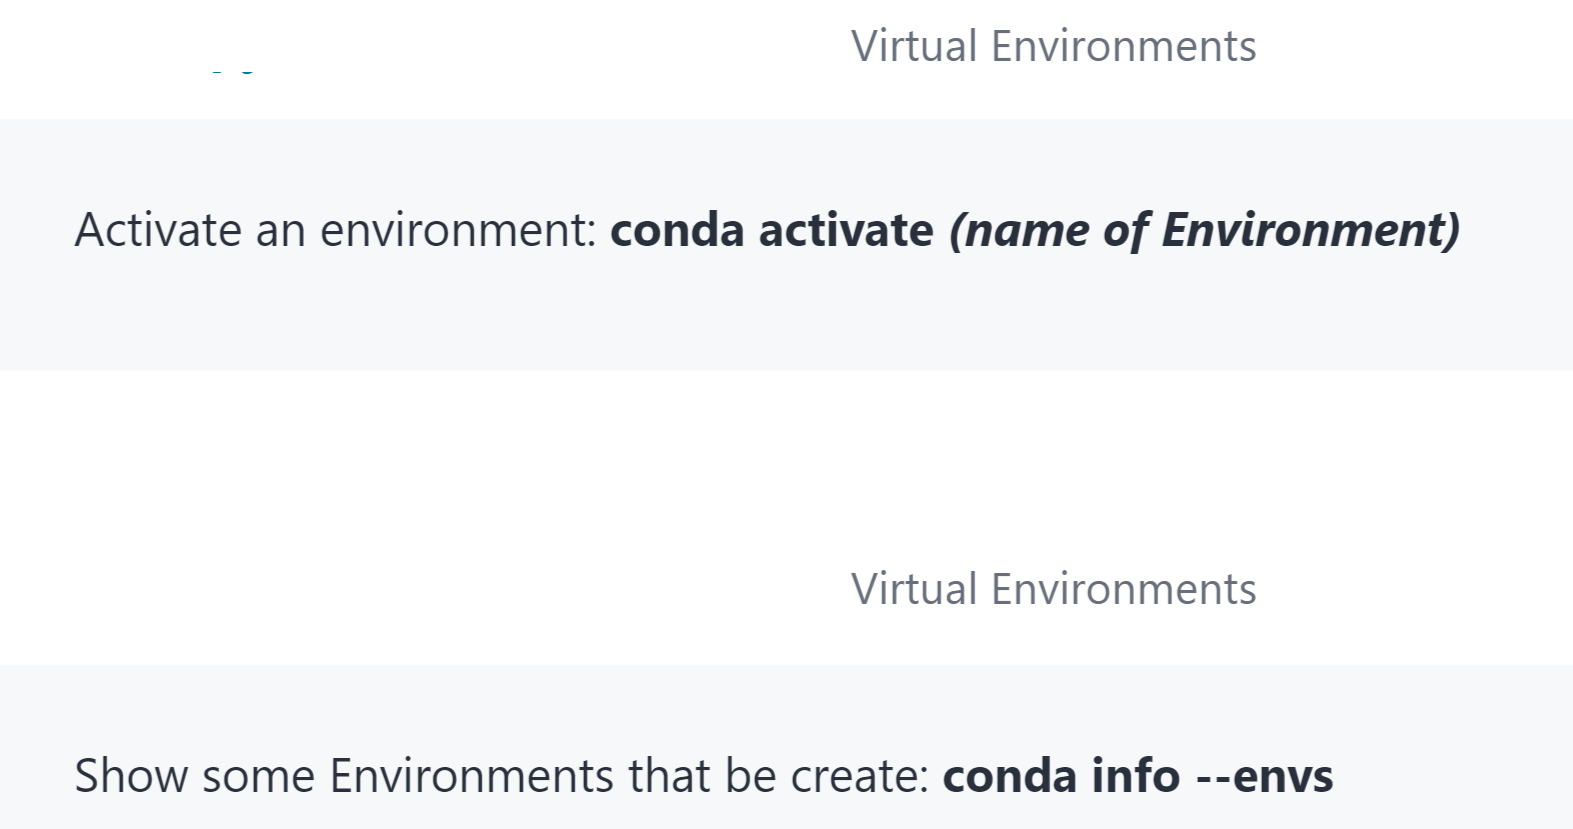 Virtual Environments
Activate an environment: conda activate (name of Environment)
Virtual Environments
Show some Environments that be create: conda info --envs